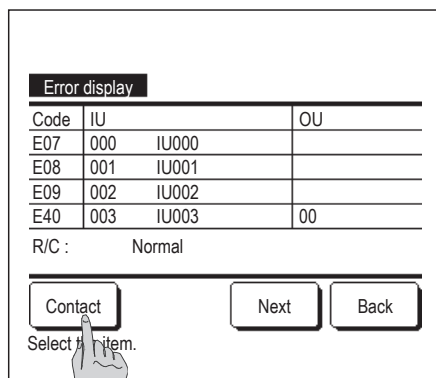 Error display
Code IU OU
E07 000 IU000
E08 001 IU001
E09 002 IU002
E40 003 IU003 00
R/C : Normal
Contact Next Back
Select item.